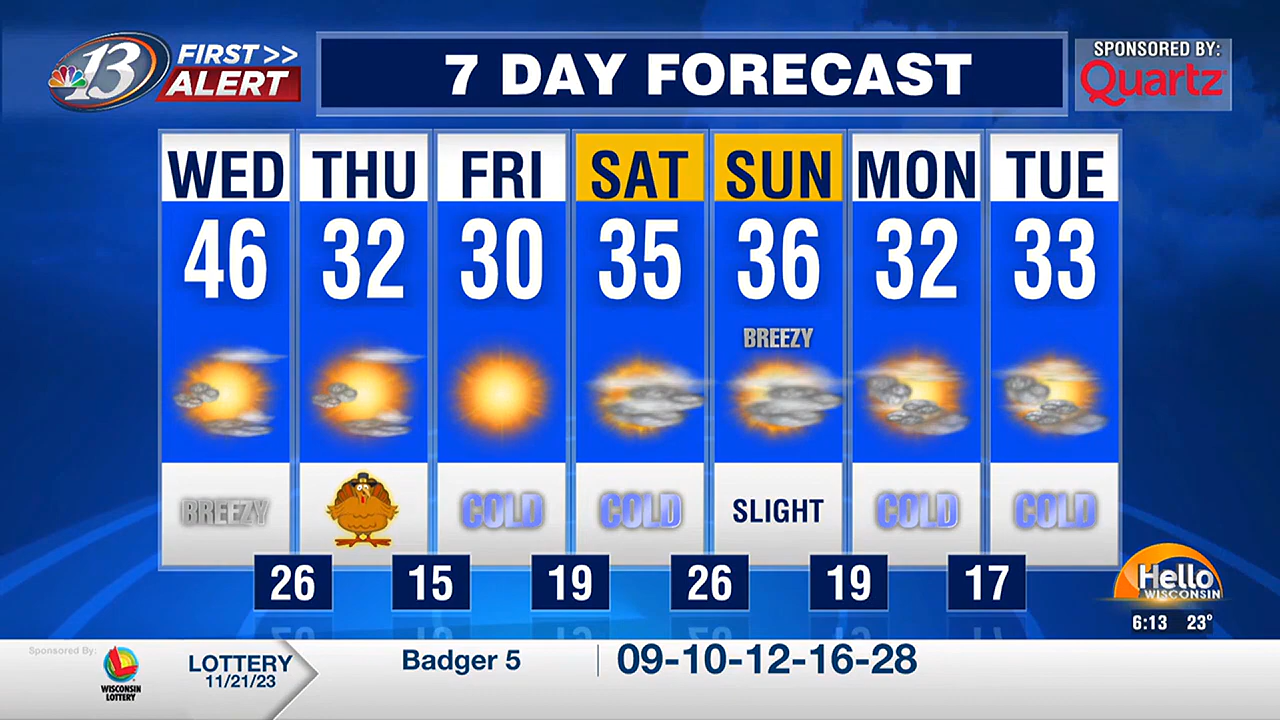 13 FIRST >>
ALERT
7 DAY FORECAST
SPONSORED BY:
Quartz
WED THU FRI SAT SUN MON TUE
46 32 30 35 36 32 33
BREEZY
BREEZY COLD COLD SLIGHT COLD COLD
26 15 19 26 19 17
Hello
WISCONSIN
6:13 23°
Sponsored By:
WISCONSIN
LOTTERY
LOTTERY
11/21/23
Badger 5 09-10-12-16-28